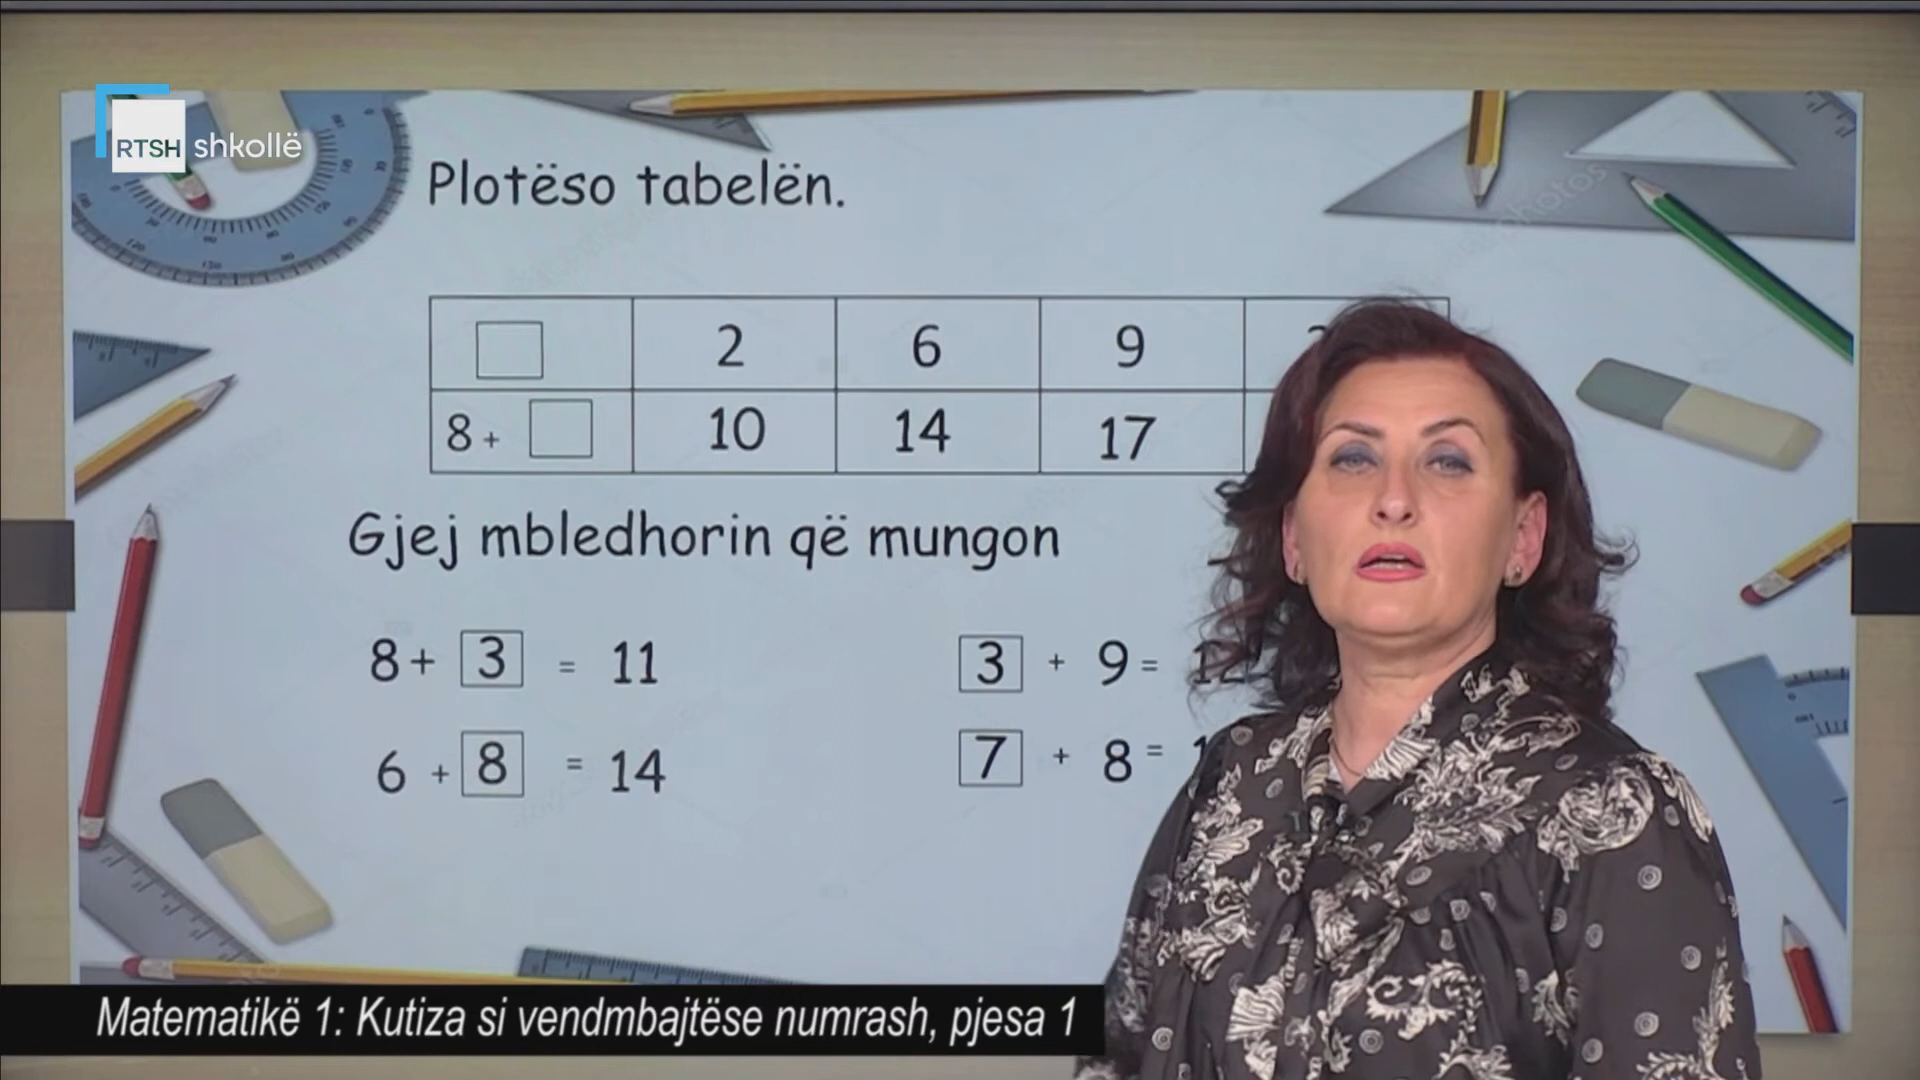 RTSH shkollë
Plotëso tabelën.
2 6 9
8 + 10 14 17
Gjej mbledhorin që mungon
8 + 3 = 11
3 + 9 = 12
6 + 8 = 14
7 + 8 =
Matematikë 1: Kutiza si vendmbajtëse numrash, pjesa 1